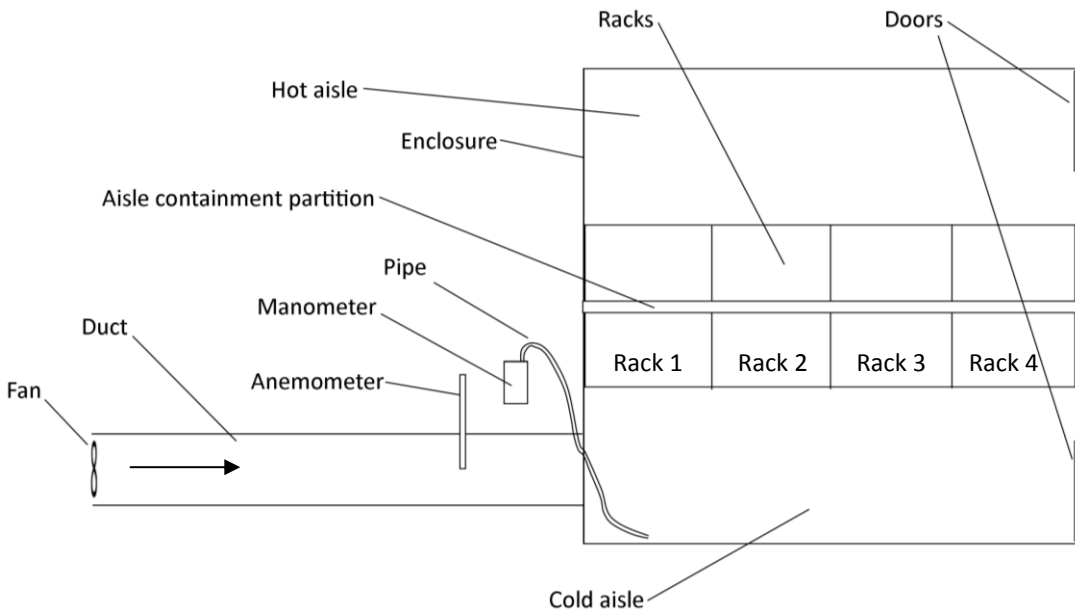 Racks
Doors
Hot aisle
Enclosure
Aisle containment partition
Pipe
Manometer
Duct
Anemometer
Fan
Rack 1
Rack 2
Rack 3
Rack 4
Cold aisle